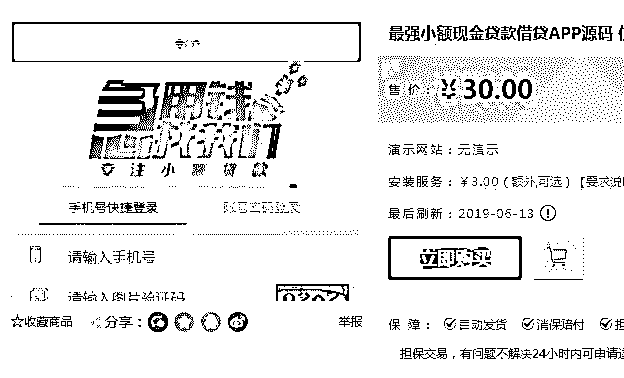 急用钱
专注小额贷款
手机号快捷登录
账号密码登录
请输入手机号
请输入图片验证码
☆收藏商品 分享：
举报
最强小额现金贷款借贷APP源码
售 价：¥30.00
演示网站：无演示
安装服务：¥3.00（额外可选）【要求说
最后刷新：2019-06-13
立即购买
保 障： 自动发货 消保赔付 担
担保交易，有问题不解决24小时内可申请退